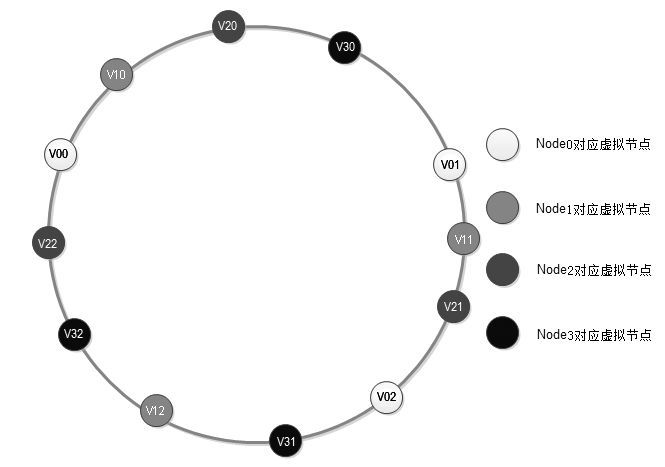 V20
V30
V10
V00
V01
V22
V11
V21
V32
V02
V12
V31
Node0对应虚拟节点
Node1对应虚拟节点
Node2对应虚拟节点
Node3对应虚拟节点